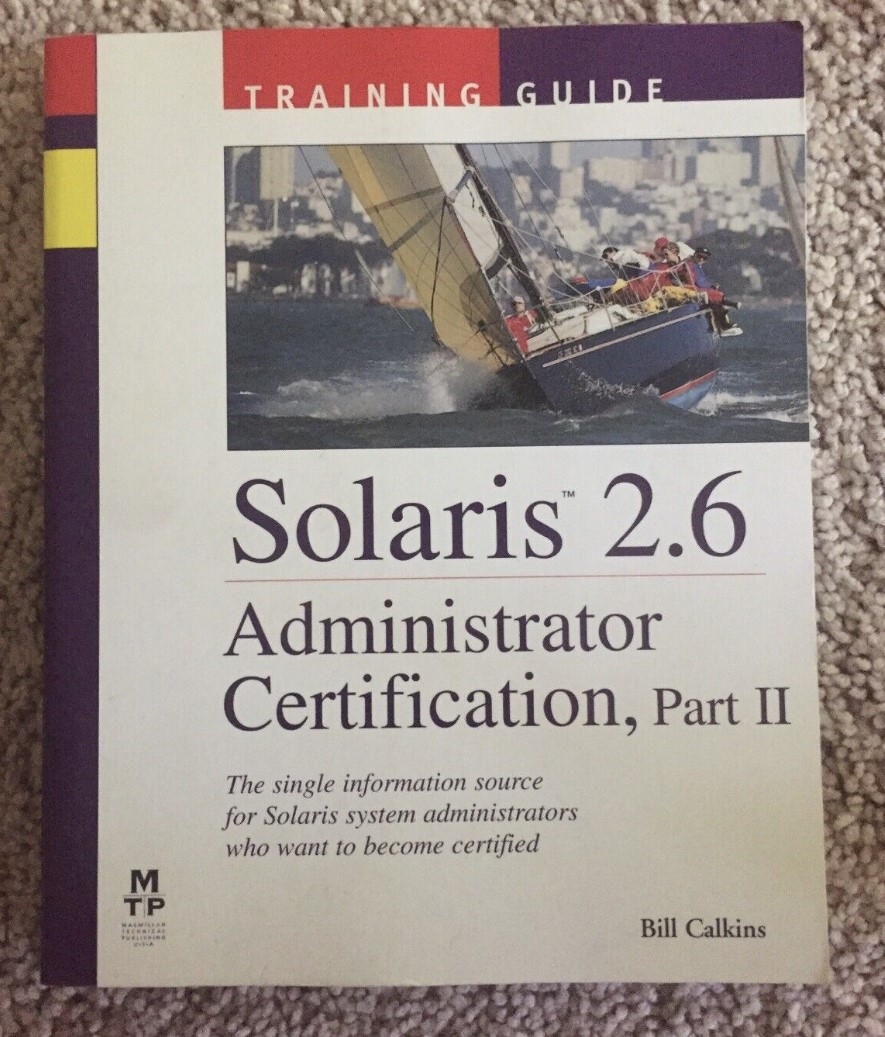 TRAINING GUIDE
Solaris™ 2.6
Administrator
Certification, Part II
The single information source
for Solaris system administrators
who want to become certified
M
TP
MACMILLAN
TECHNICAL
PUBLISHING
U·S·A
Bill Calkins